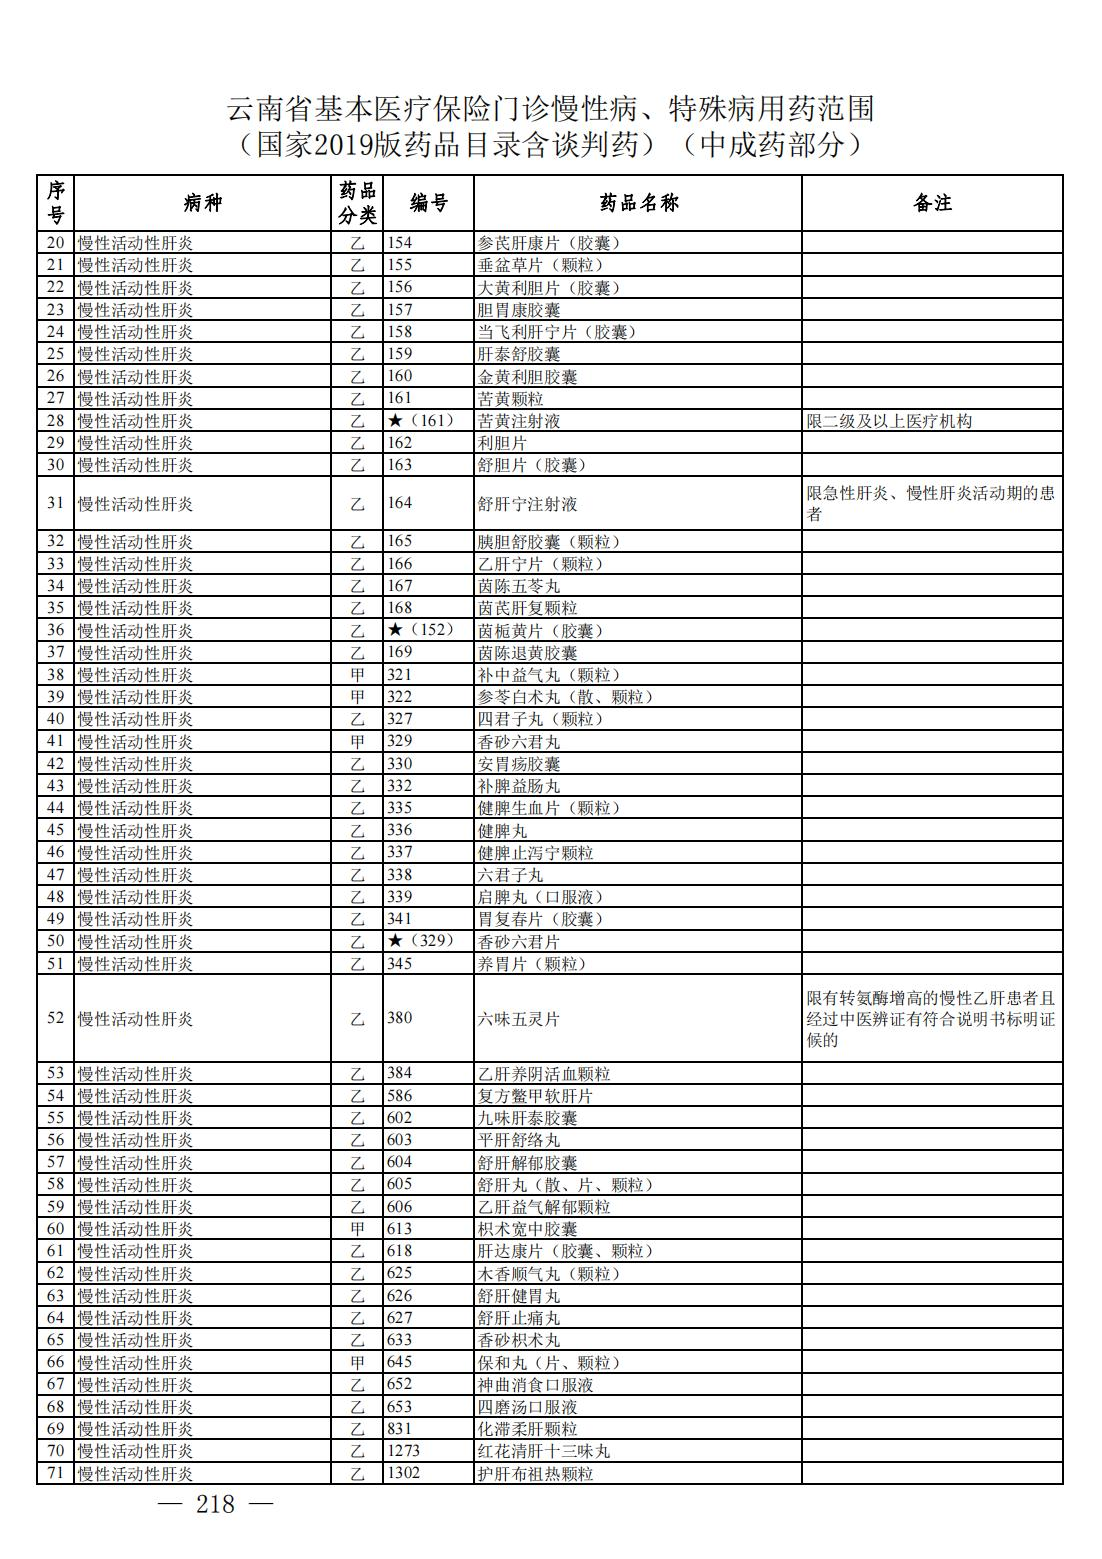 云南省基本医疗保险门诊慢性病、特殊病用药范围
（国家2019版药品目录含谈判药）（中成药部分）
序号 病种 药品分类 编号 药品名称 备注
20 慢性活动性肝炎 乙 154 参芪肝康片（胶囊）
21 慢性活动性肝炎 乙 155 垂盆草片（颗粒）
22 慢性活动性肝炎 乙 156 大黄利胆片（胶囊）
23 慢性活动性肝炎 乙 157 胆胃康胶囊
24 慢性活动性肝炎 乙 158 当飞利肝宁片（胶囊）
25 慢性活动性肝炎 乙 159 肝泰舒胶囊
26 慢性活动性肝炎 乙 160 金黄利胆胶囊
27 慢性活动性肝炎 乙 161 苦黄颗粒
28 慢性活动性肝炎 乙 ★（161） 苦黄注射液 限二级及以上医疗机构
29 慢性活动性肝炎 乙 162 利胆片
30 慢性活动性肝炎 乙 163 舒胆片（胶囊）
31 慢性活动性肝炎 乙 164 舒肝宁注射液 限急性肝炎、慢性肝炎活动期的患
者
32 慢性活动性肝炎 乙 165 胰胆舒胶囊（颗粒）
33 慢性活动性肝炎 乙 166 乙肝宁片（颗粒）
34 慢性活动性肝炎 乙 167 茵陈五苓丸
35 慢性活动性肝炎 乙 168 茵芪肝复颗粒
36 慢性活动性肝炎 乙 ★（152） 茵栀黄片（胶囊）
37 慢性活动性肝炎 乙 169 茵陈退黄胶囊
38 慢性活动性肝炎 甲 321 补中益气丸（颗粒）
39 慢性活动性肝炎 甲 322 参苓白术丸（散、颗粒）
40 慢性活动性肝炎 乙 327 四君子丸（颗粒）
41 慢性活动性肝炎 甲 329 香砂六君丸
42 慢性活动性肝炎 乙 330 安胃疡胶囊
43 慢性活动性肝炎 乙 332 补脾益肠丸
44 慢性活动性肝炎 乙 335 健脾生血片（颗粒）
45 慢性活动性肝炎 乙 336 健脾丸
46 慢性活动性肝炎 乙 337 健脾止泻宁颗粒
47 慢性活动性肝炎 乙 338 六君子丸
48 慢性活动性肝炎 乙 339 启脾丸（口服液）
49 慢性活动性肝炎 乙 341 胃复春片（胶囊）
50 慢性活动性肝炎 乙 ★（329） 香砂六君片
51 慢性活动性肝炎 乙 345 养胃片（颗粒）
52 慢性活动性肝炎 乙 380 六味五灵片 限有转氨酶增高的慢性乙肝患者且
经过中医辨证有符合说明书标明证
候的
53 慢性活动性肝炎 乙 384 乙肝养阴活血颗粒
54 慢性活动性肝炎 乙 586 复方鳖甲软肝片
55 慢性活动性肝炎 乙 602 九味肝泰胶囊
56 慢性活动性肝炎 乙 603 平肝舒络丸
57 慢性活动性肝炎 乙 604 舒肝解郁胶囊
58 慢性活动性肝炎 乙 605 舒肝丸（散、片、颗粒）
59 慢性活动性肝炎 乙 606 乙肝益气解郁颗粒
60 慢性活动性肝炎 甲 613 枳术宽中胶囊
61 慢性活动性肝炎 乙 618 肝达康片（胶囊、颗粒）
62 慢性活动性肝炎 乙 625 木香顺气丸（颗粒）
63 慢性活动性肝炎 乙 626 舒肝健胃丸
64 慢性活动性肝炎 乙 627 舒肝止痛丸
65 慢性活动性肝炎 乙 633 香砂枳术丸
66 慢性活动性肝炎 甲 645 保和丸（片、颗粒）
67 慢性活动性肝炎 乙 652 神曲消食口服液
68 慢性活动性肝炎 乙 653 四磨汤口服液
69 慢性活动性肝炎 乙 831 化滞柔肝颗粒
70 慢性活动性肝炎 乙 1273 红花清肝十三味丸
71 慢性活动性肝炎 乙 1302 护肝布祖热颗粒
— 218 —